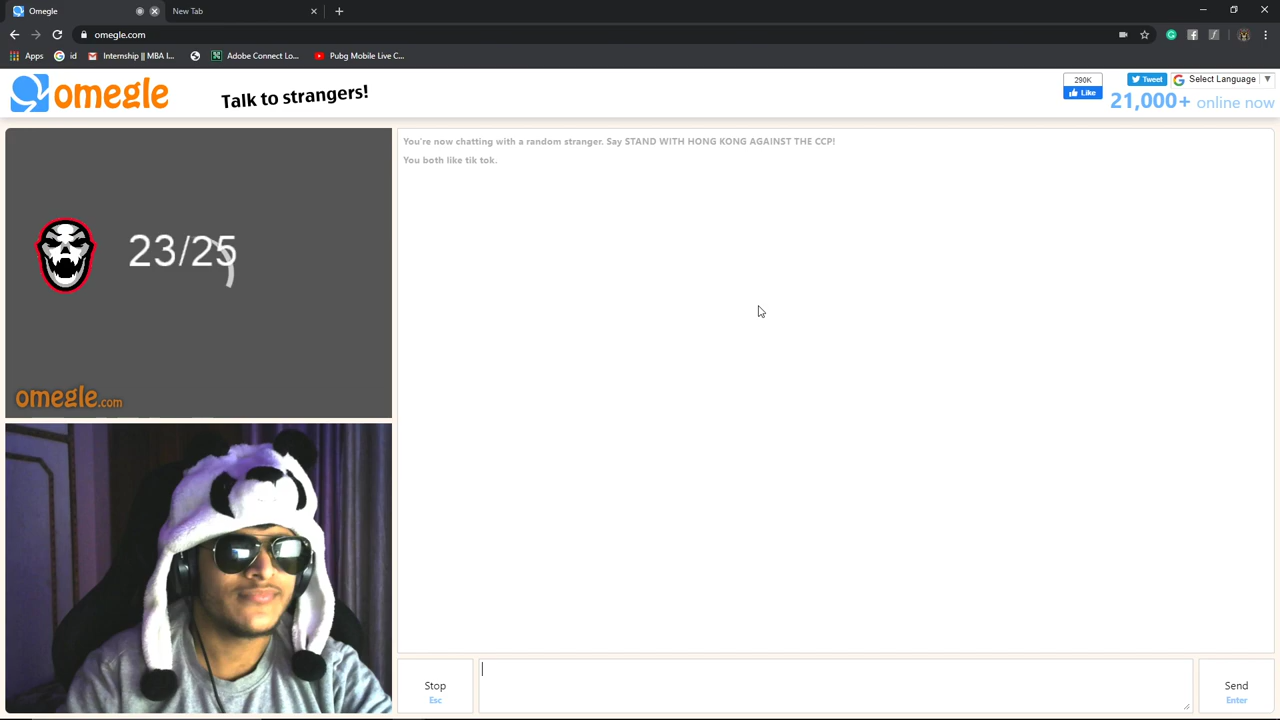 Omegle
New Tab
omegle.com
Apps
id
Internship || MBA I...
Adobe Connect Lo...
Pubg Mobile Live C...
omegle
Talk to strangers!
290K
Like
Tweet
Select Language
21,000+ online now
23/25
omegle.com
You're now chatting with a random stranger. Say STAND WITH HONG KONG AGAINST THE CCP!
You both like tik tok.
Stop
Esc
Send
Enter